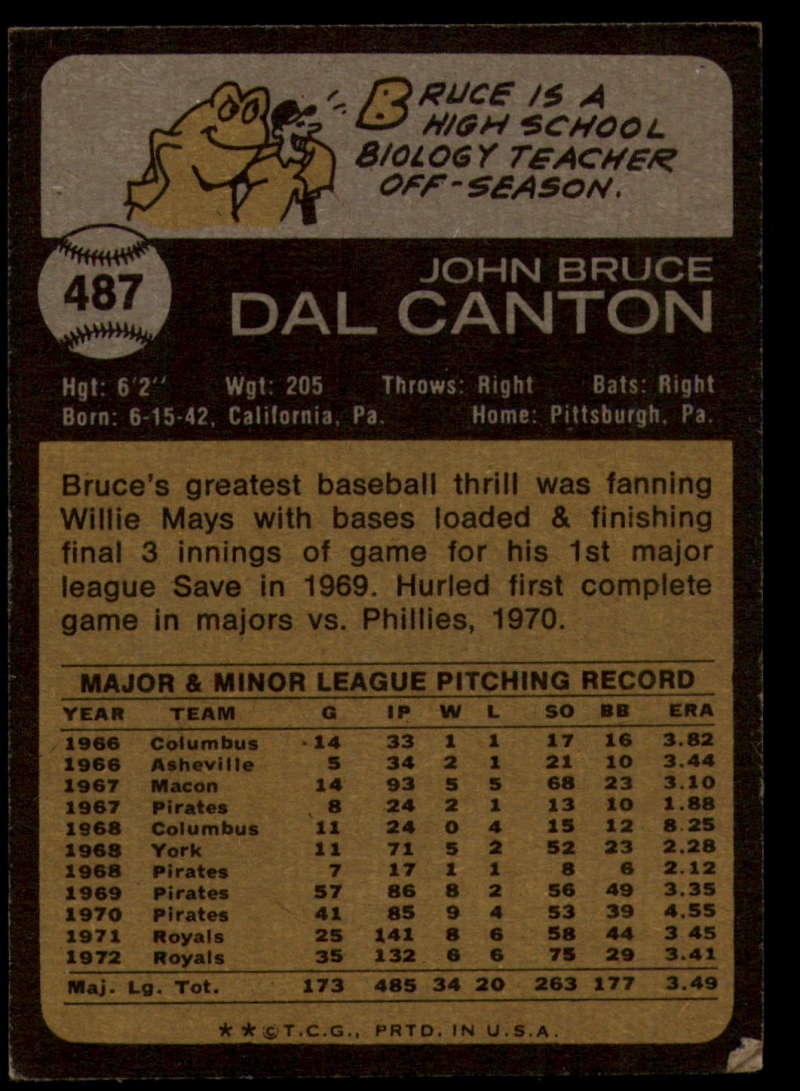 BRUCE IS A
HIGH SCHOOL
BIOLOGY TEACHER
OFF-SEASON.
487
JOHN BRUCE
DAL CANTON
Hgt: 6'2" Wgt: 205 Throws: Right Bats: Right
Born: 6-15-42, California, Pa. Home: Pittsburgh, Pa.
Bruce's greatest baseball thrill was fanning
Willie Mays with bases loaded & finishing
final 3 innings of game for his 1st major
league Save in 1969. Hurled first complete
game in majors vs. Phillies, 1970.
MAJOR & MINOR LEAGUE PITCHING RECORD
YEAR TEAM G IP W L SO BB ERA
1966 Columbus 14 33 1 1 17 16 3.82
1966 Asheville 5 34 2 1 21 10 3.44
1967 Macon 14 93 5 5 68 23 3.10
1967 Pirates 8 24 2 1 13 10 1.88
1968 Columbus 11 24 0 4 15 12 8.25
1968 York 11 71 5 2 52 23 2.28
1968 Pirates 7 17 1 1 8 6 2.12
1969 Pirates 57 86 8 2 56 49 3.35
1970 Pirates 41 85 9 4 53 39 4.55
1971 Royals 25 141 8 6 58 44 3 45
1972 Royals 35 132 6 6 75 29 3.41
Maj. Lg. Tot. 173 485 34 20 263 177 3.49
★ ★ © T.C.G., PRTD. IN U.S.A.